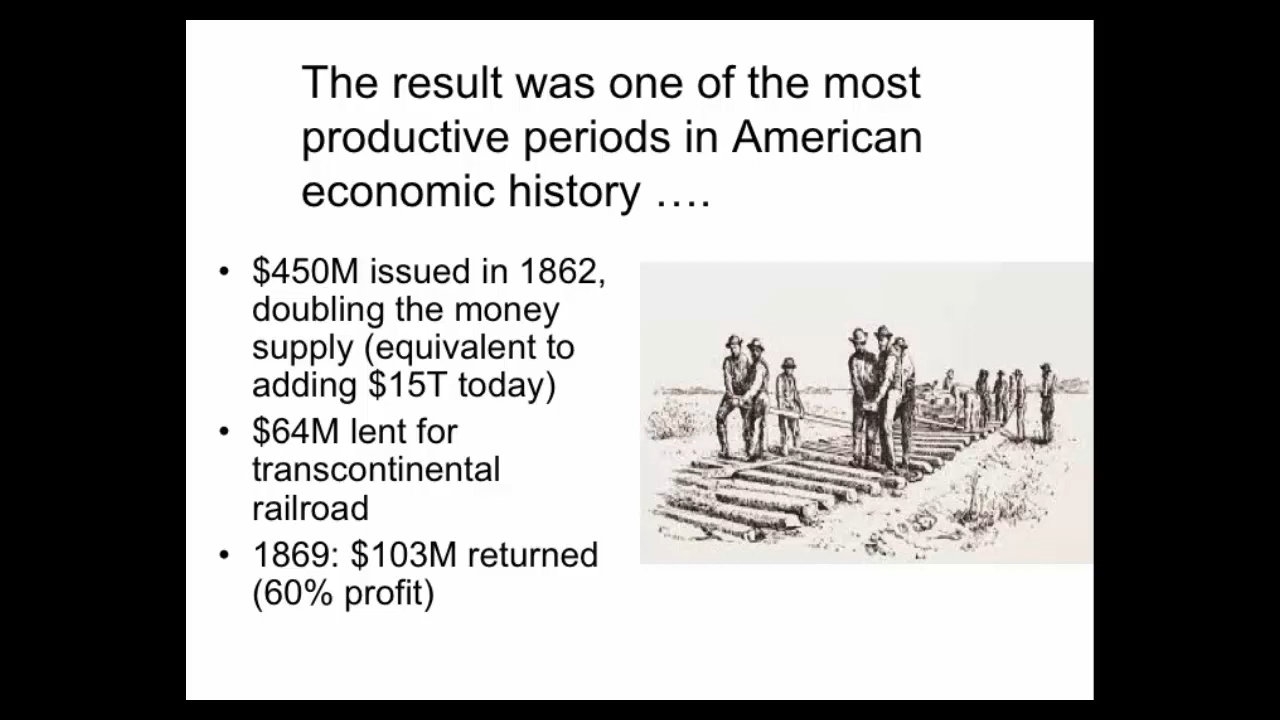 The result was one of the most
productive periods in American
economic history ….
• $450M issued in 1862,
doubling the money
supply (equivalent to
adding $15T today)
• $64M lent for
transcontinental
railroad
• 1869: $103M returned
(60% profit)